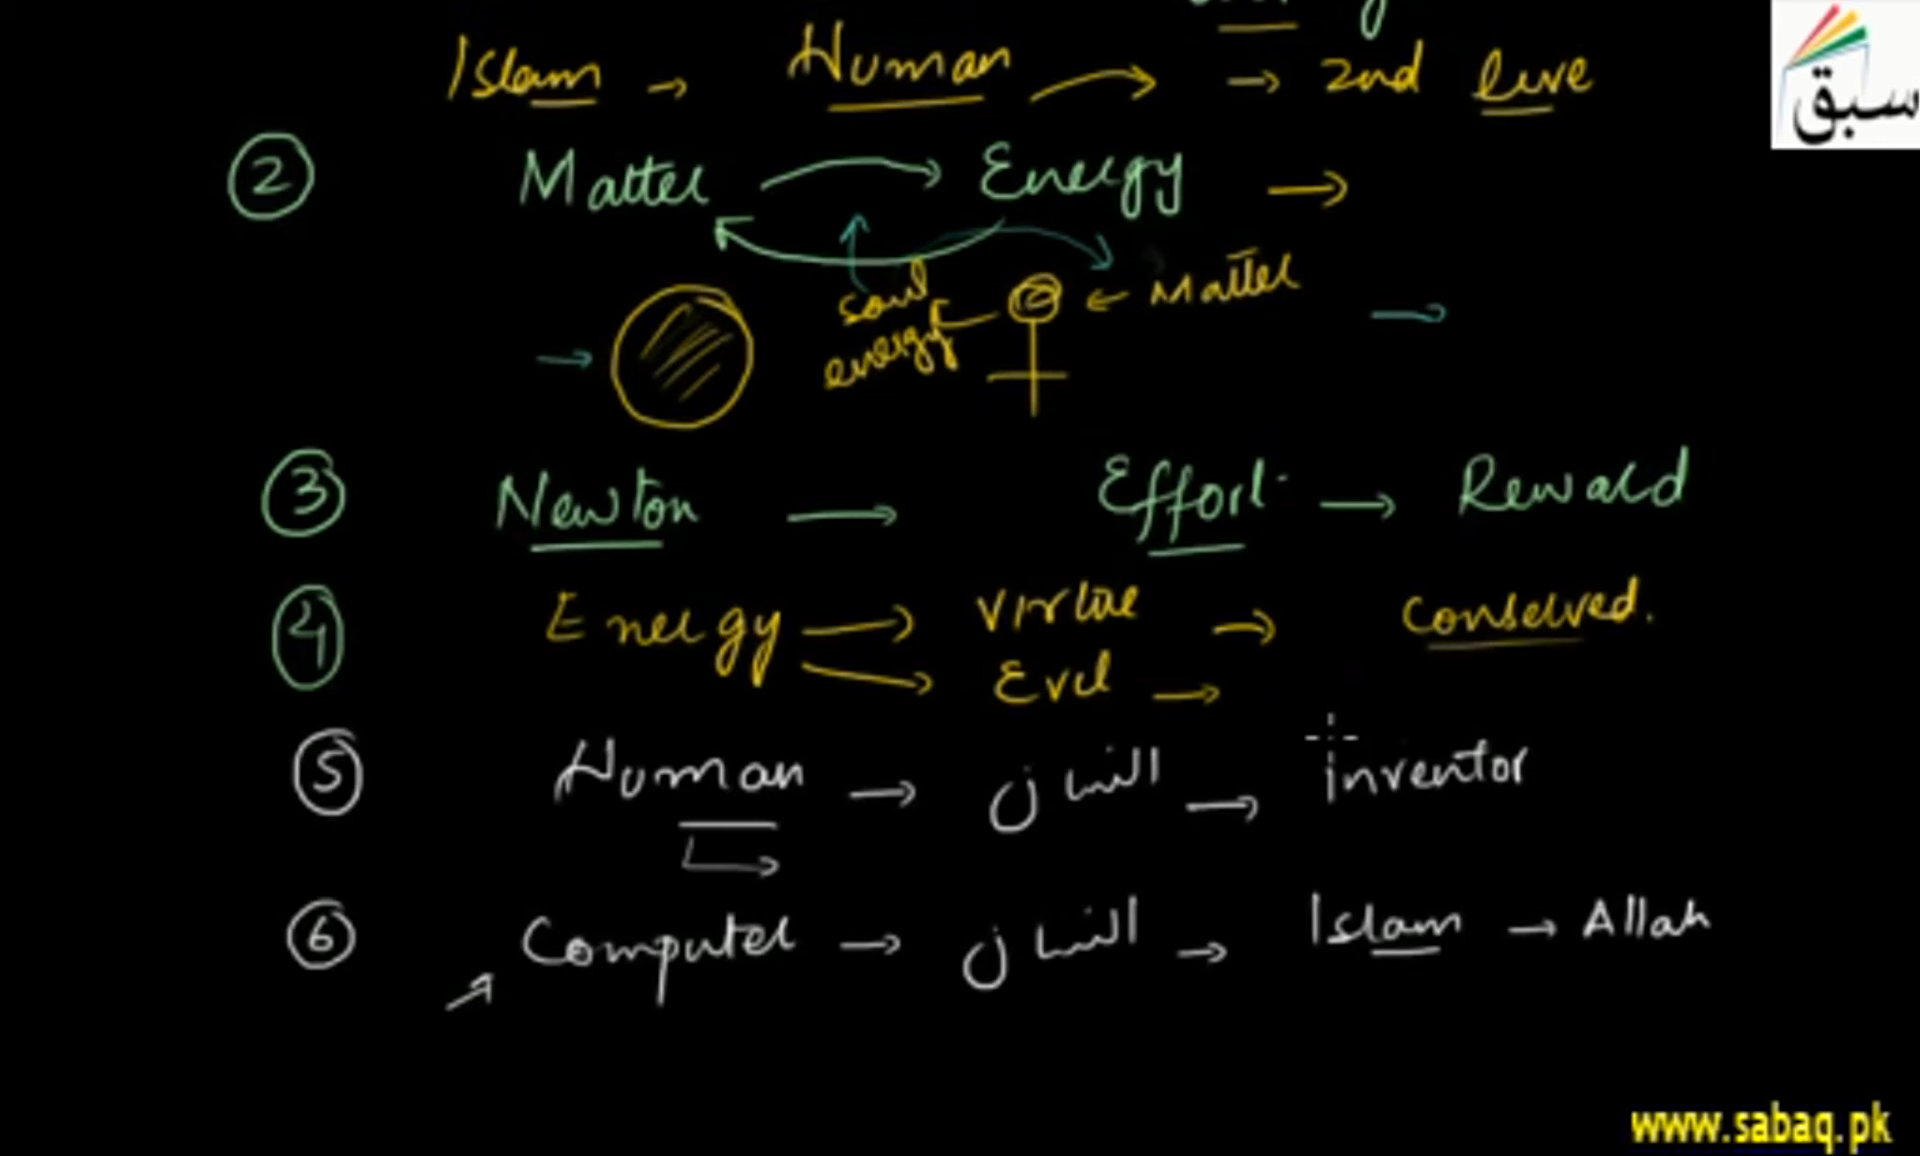 Islam → Human → → 2nd live
سبق
② Matter → Energy →
soul ← Matter
energy
③ Newton → Effort → Reward
④ Energy → Virtue → Conserved.
Evil →
⑤ Human → انسان → inventor
⑥ Computer → انسان → Islam → Allah
www.sabaq.pk